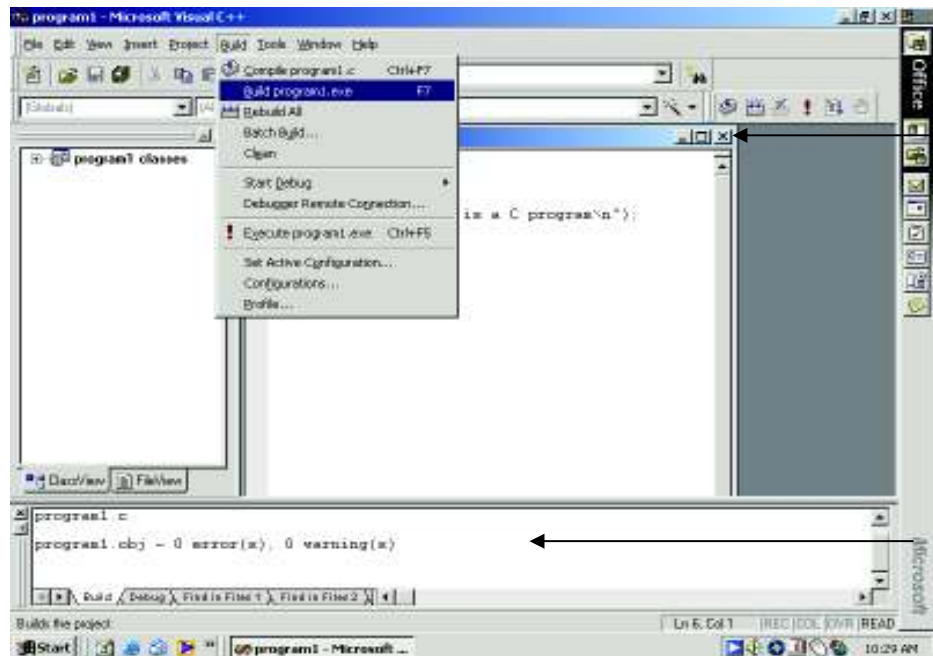 program1 - Microsoft Visual C++
File Edit View Insert Project Build Tools Window Help
Compile program1.c Ctrl+F7
Build program1.exe F7
Rebuild All
Batch Build...
Clean
Start Debug
Debugger Remote Connection...
Execute program1.exe Ctrl+F5
Set Active Configuration...
Configurations...
Profile...
[Globals]
program1 classes
is a C program\n");
ClassView FileView
program1.c
program1.obj - 0 error(s), 0 warning(s)
Build Debug Find in Files 1 Find in Files 2
Builds the project
Ln 6, Col 1 REC COL OVR READ
Start
program1 - Microsoft ...
10:29 AM
Office
Microsoft